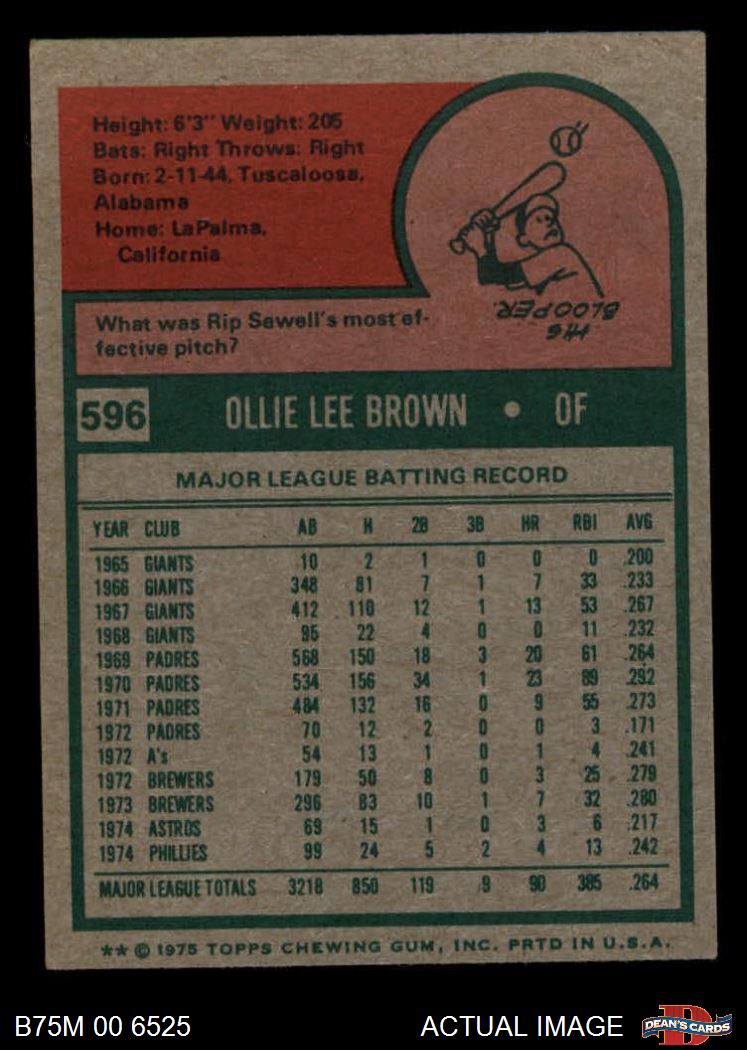 Height: 6'3" Weight: 205
Bats: Right Throws: Right
Born: 2-11-44, Tuscaloosa,
Alabama
Home: LaPalma,
California
What was Rip Sewell's most ef-
fective pitch?
HIS
BLOOPER
596 OLLIE LEE BROWN • OF
MAJOR LEAGUE BATTING RECORD
YEAR CLUB AB H 2B 3B HR RBI AVG
1965 GIANTS 10 2 1 0 0 0 .200
1966 GIANTS 348 81 7 1 7 33 .233
1967 GIANTS 412 110 12 1 13 53 .267
1968 GIANTS 95 22 4 0 0 11 .232
1969 PADRES 568 150 18 3 20 61 .264
1970 PADRES 534 156 34 1 23 89 .292
1971 PADRES 484 132 16 0 9 55 .273
1972 PADRES 70 12 2 0 0 3 .171
1972 A's 54 13 1 0 1 4 .241
1972 BREWERS 179 50 8 0 3 25 .279
1973 BREWERS 296 83 10 1 7 32 .280
1974 ASTROS 69 15 1 0 3 6 .217
1974 PHILLIES 99 24 5 2 4 13 .242
MAJOR LEAGUE TOTALS 3218 850 119 9 90 385 .264
** © 1975 TOPPS CHEWING GUM, INC. PRTD IN U.S.A.
B75M 00 6525 ACTUAL IMAGE DEAN'S CARDS